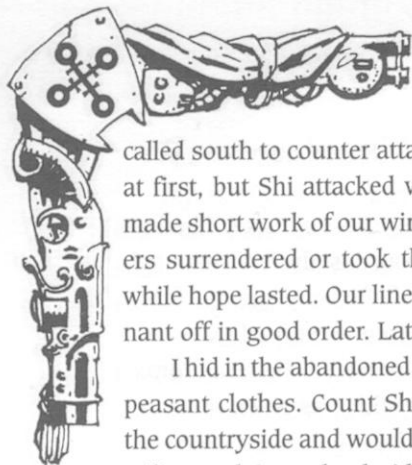 called south to counter atta
at first, but Shi attacked w
made short work of our win
ers surrendered or took th
while hope lasted. Our line
nant off in good order. Lat
I hid in the abandoned
peasant clothes. Count Sh
the countryside and would